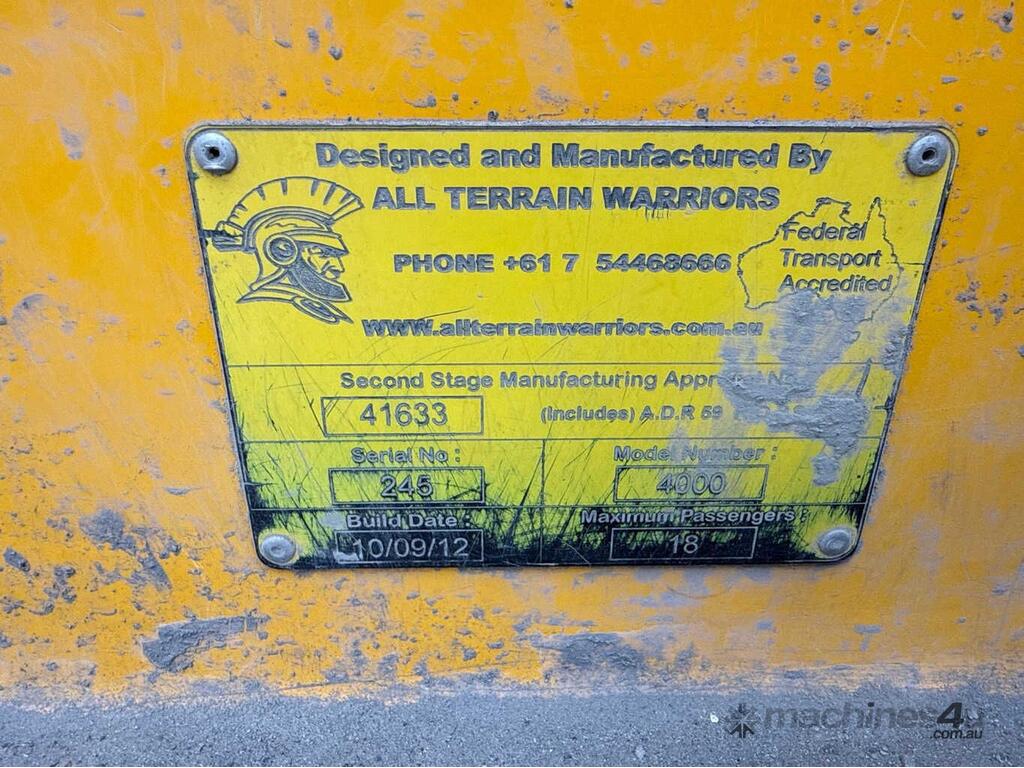 Designed and Manufactured By
ALL TERRAIN WARRIORS
PHONE +61 7 54468666
Federal
Transport
Accredited
www.allterrainwarriors.com.au
Second Stage Manufacturing
41633
(Includes) A.D.R 59
Serial No :
245
Model Number :
4000
Build Date :
10/09/12
Maximum Passengers :
18
machines4u
.com.au